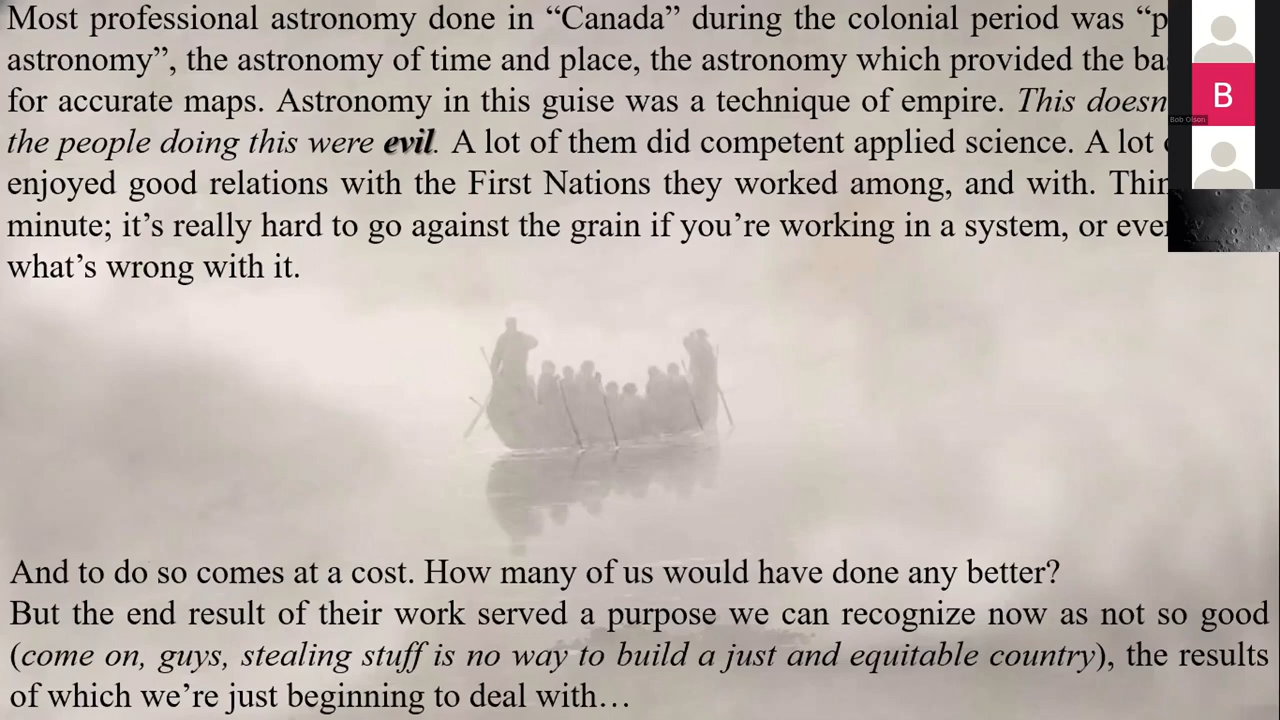 Most professional astronomy done in “Canada” during the colonial period was “p
astronomy”, the astronomy of time and place, the astronomy which provided the ba
for accurate maps. Astronomy in this guise was a technique of empire. This doesn
the people doing this were evil. A lot of them did competent applied science. A lot
enjoyed good relations with the First Nations they worked among, and with. Thin
minute; it’s really hard to go against the grain if you’re working in a system, or even
what’s wrong with it.
And to do so comes at a cost. How many of us would have done any better?
But the end result of their work served a purpose we can recognize now as not so good
(come on, guys, stealing stuff is no way to build a just and equitable country), the results
of which we’re just beginning to deal with…
B
Bob Olson